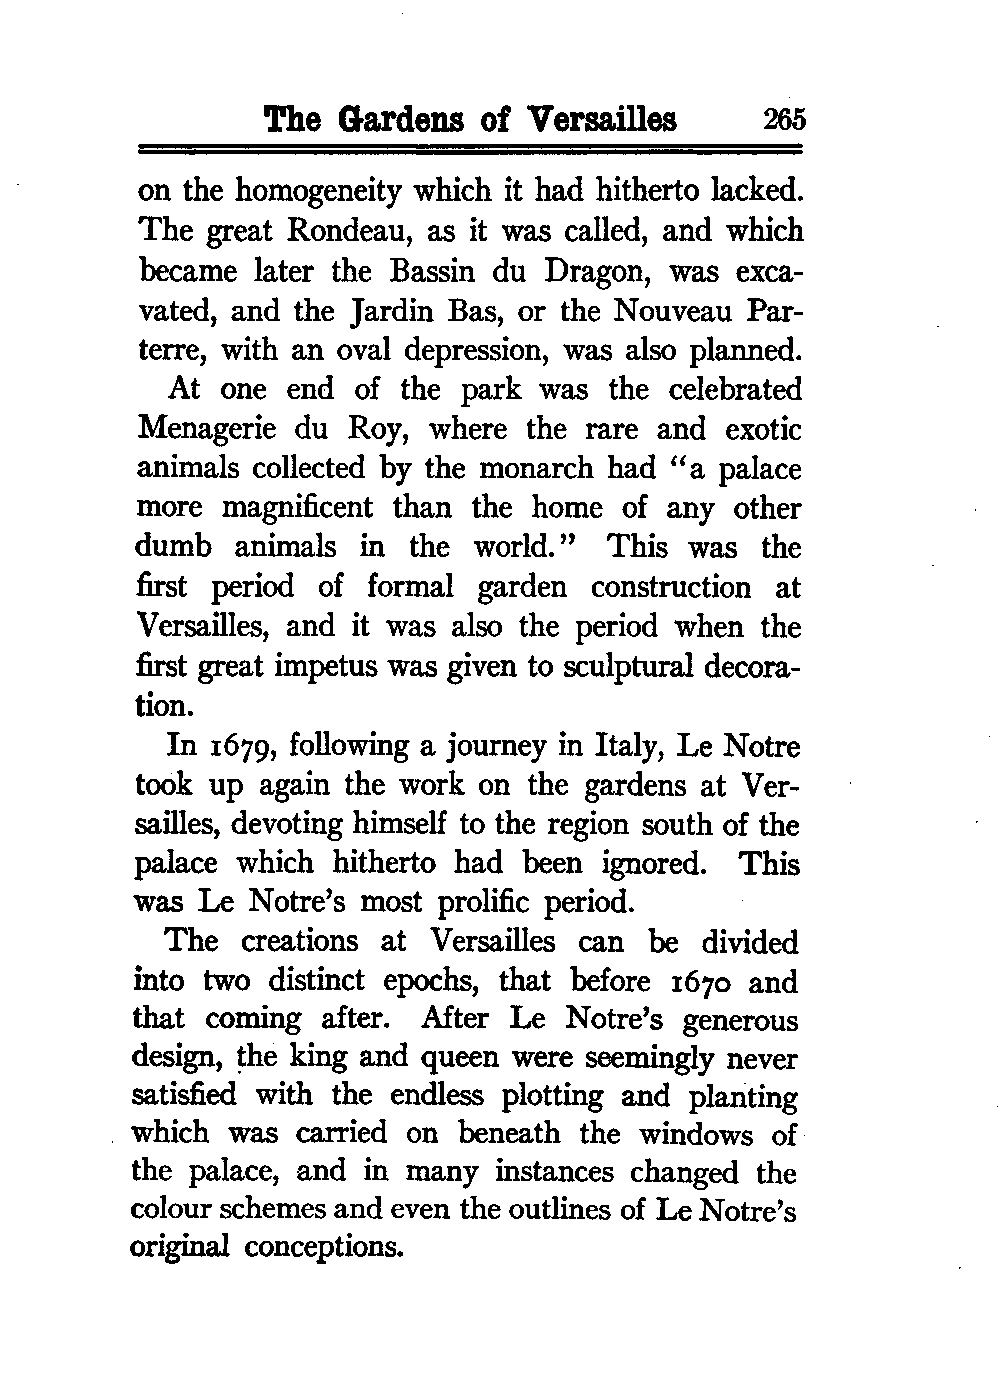 The Gardens of Versailles 265
on the homogeneity which it had hitherto lacked.
The great Rondeau, as it was called, and which
became later the Bassin du Dragon, was exca-
vated, and the Jardin Bas, or the Nouveau Par-
terre, with an oval depression, was also planned.
At one end of the park was the celebrated
Menagerie du Roy, where the rare and exotic
animals collected by the monarch had “a palace
more magnificent than the home of any other
dumb animals in the world.” This was the
first period of formal garden construction at
Versailles, and it was also the period when the
first great impetus was given to sculptural decora-
tion.
In 1679, following a journey in Italy, Le Notre
took up again the work on the gardens at Ver-
sailles, devoting himself to the region south of the
palace which hitherto had been ignored. This
was Le Notre’s most prolific period.
The creations at Versailles can be divided
into two distinct epochs, that before 1670 and
that coming after. After Le Notre’s generous
design, the king and queen were seemingly never
satisfied with the endless plotting and planting
which was carried on beneath the windows of
the palace, and in many instances changed the
colour schemes and even the outlines of Le Notre’s
original conceptions.